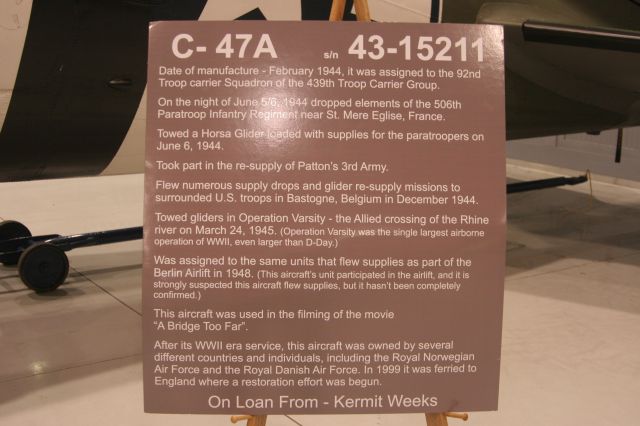 C- 47A s/n 43-15211
Date of manufacture - February 1944, it was assigned to the 92nd
Troop carrier Squadron of the 439th Troop Carrier Group.
On the night of June 5/6, 1944 dropped elements of the 506th
Paratroop Infantry Regiment near St. Mere Eglise, France.
Towed a Horsa Glider loaded with supplies for the paratroopers on
June 6, 1944.
Took part in the re-supply of Patton's 3rd Army.
Flew numerous supply drops and glider re-supply missions to
surrounded U.S. troops in Bastogne, Belgium in December 1944.
Towed gliders in Operation Varsity - the Allied crossing of the Rhine
river on March 24, 1945. (Operation Varsity was the single largest airborne
operation of WWII, even larger than D-Day.)
Was assigned to the same units that flew supplies as part of the
Berlin Airlift in 1948. (This aircraft's unit participated in the airlift, and it is
strongly suspected this aircraft flew supplies, but it hasn't been completely
confirmed.)
This aircraft was used in the filming of the movie
"A Bridge Too Far".
After its WWII era service, this aircraft was owned by several
different countries and individuals, including the Royal Norwegian
Air Force and the Royal Danish Air Force. In 1999 it was ferried to
England where a restoration effort was begun.
On Loan From - Kermit Weeks